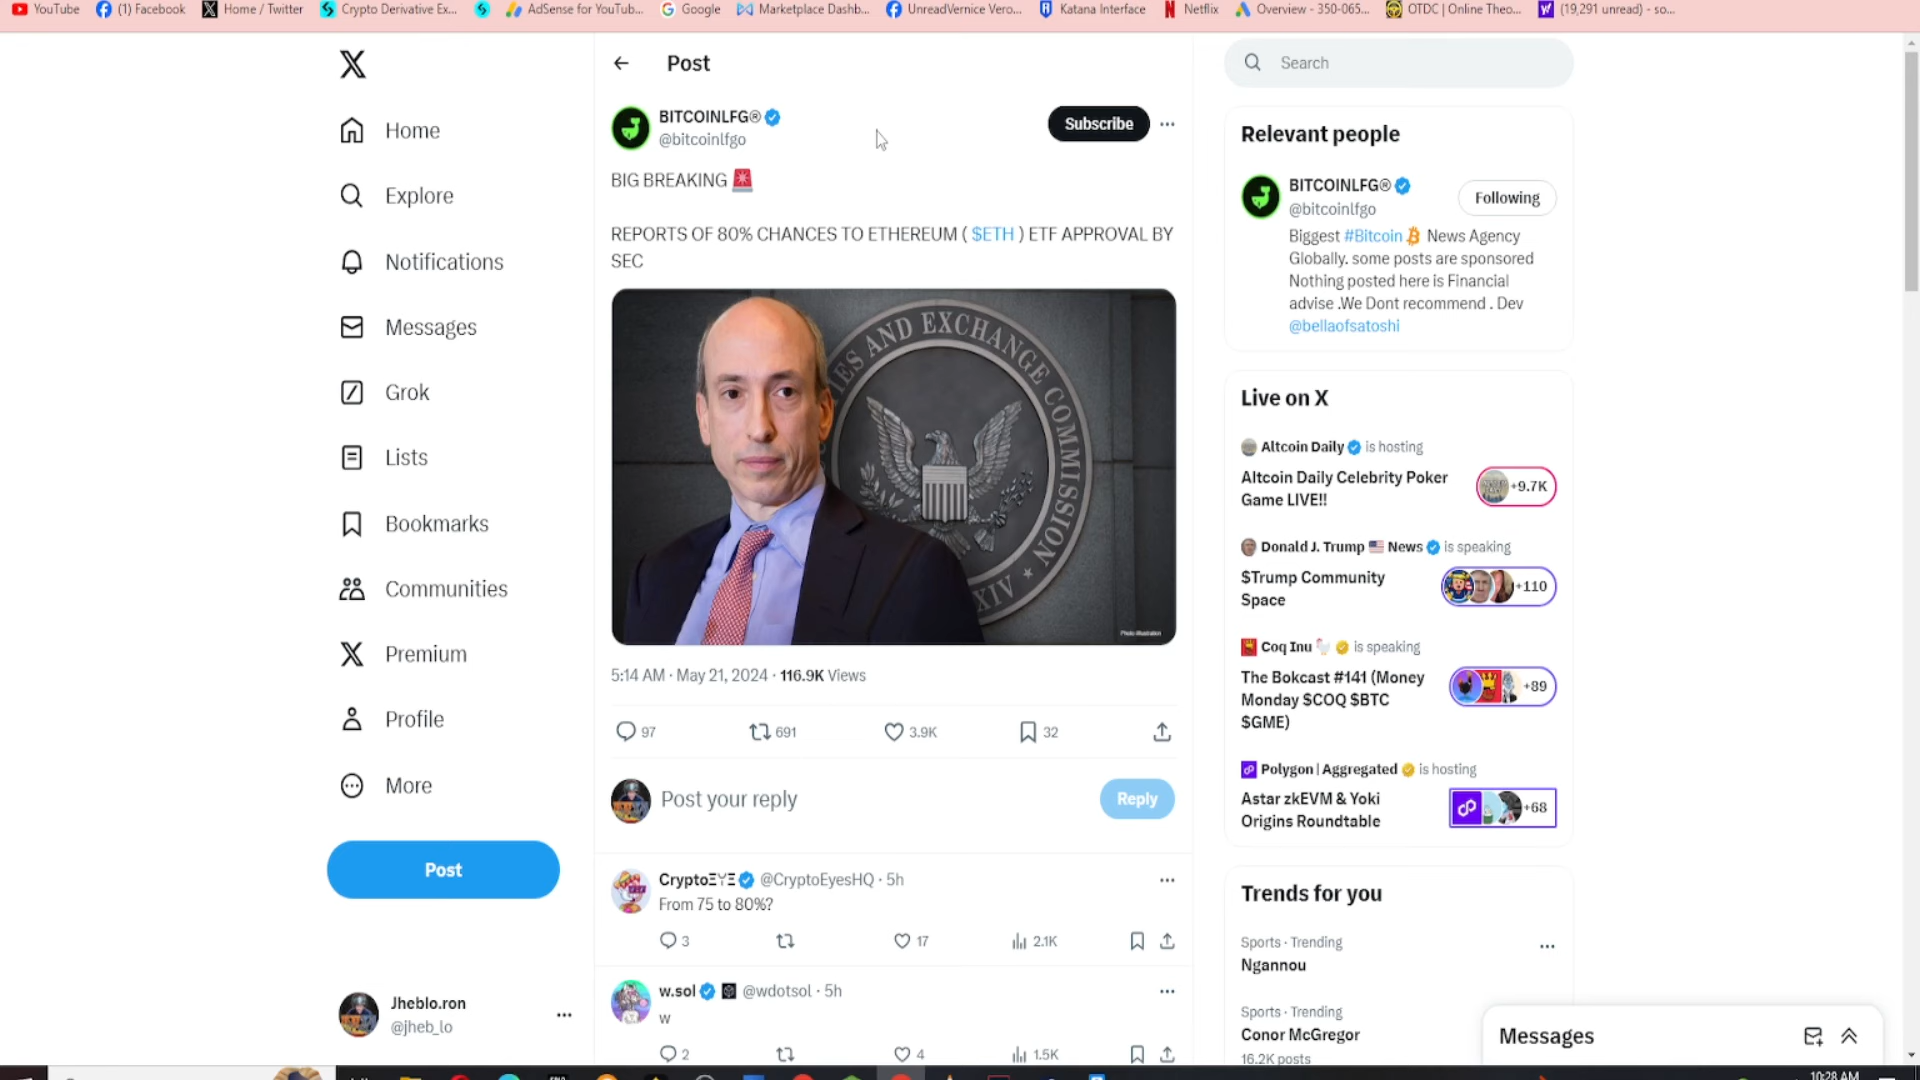 YouTube
(1) Facebook
Home / Twitter
Crypto Derivative Ex...
AdSense for YouTub...
Google
Marketplace Dashb...
UnreadVernice Vero...
Katana Interface
Netflix
Overview - 350-065...
OTDC | Online Theo...
(19,291 unread) - so...
Home
Explore
Notifications
Messages
Grok
Lists
Bookmarks
Communities
Premium
Profile
More
Post
Jheblo.ron
@jheb_lo
Post
BITCOINLFG®
@bitcoinlfgo
Subscribe
BIG BREAKING 🚨
REPORTS OF 80% CHANCES TO ETHEREUM ( $ETH ) ETF APPROVAL BY
SEC
IES AND EXCHANGE COMMISSION
XIV
Photo Illustration
5:14 AM · May 21, 2024 · 116.9K Views
97 691 3.9K 32
Post your reply
Reply
CryptoΞYΞ @CryptoEyesHQ · 5h
From 75 to 80%?
3 17 2.1K
w.sol @wdotsol · 5h
w
2 4 1.5K
Search
Relevant people
BITCOINLFG®
@bitcoinlfgo
Following
Biggest #Bitcoin News Agency
Globally. some posts are sponsored
Nothing posted here is Financial
advise .We Dont recommend . Dev
@bellaofsatoshi
Live on X
Altcoin Daily is hosting
Altcoin Daily Celebrity Poker
Game LIVE!!
+9.7K
Donald J. Trump 🇺🇸 News is speaking
$Trump Community
Space
+110
Coq Inu 🐓 is speaking
The Bokcast #141 (Money
Monday $COQ $BTC
$GME)
+89
Polygon | Aggregated is hosting
Astar zkEVM & Yoki
Origins Roundtable
+68
Trends for you
Sports · Trending
Ngannou
Sports · Trending
Conor McGregor
16.2K posts
Messages
10:28 AM